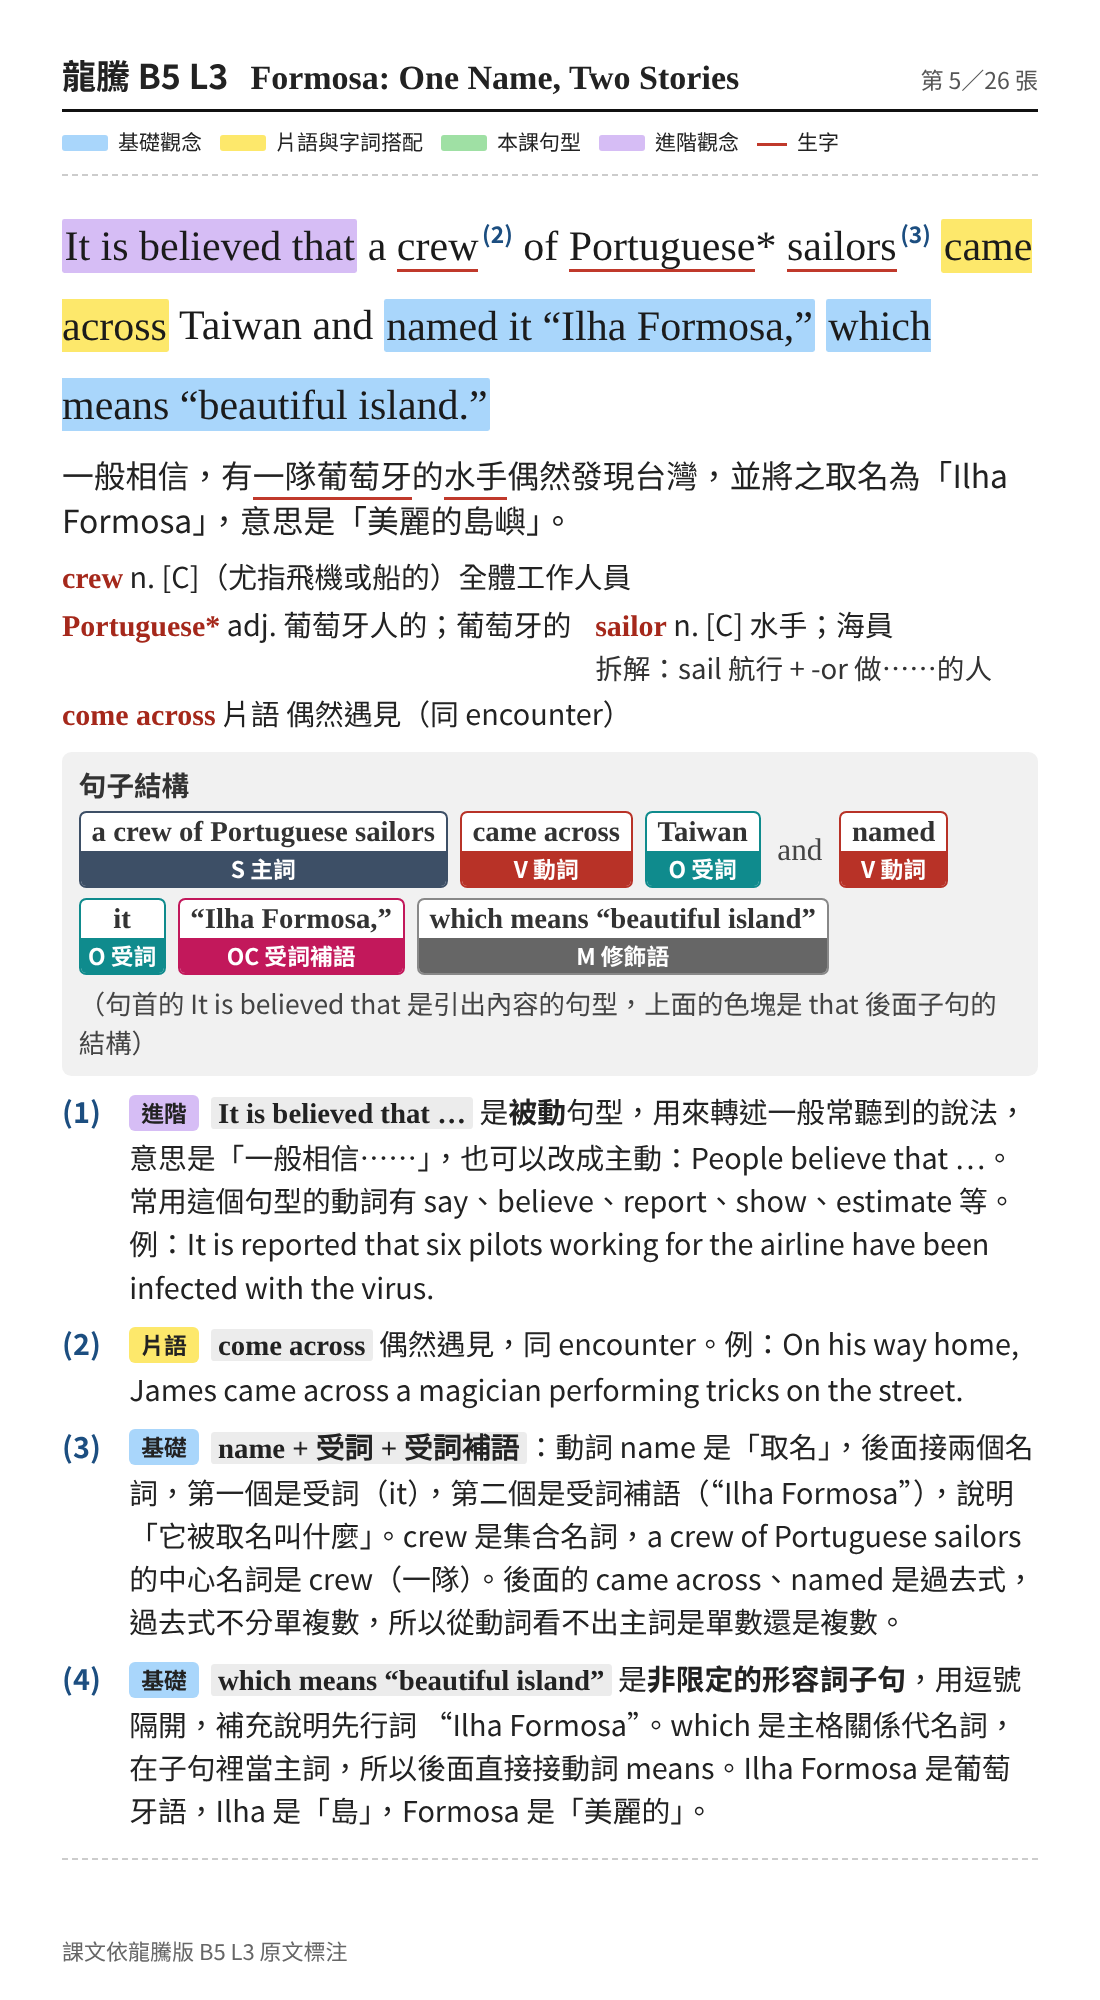 龍騰 B5 L3 Formosa: One Name, Two Stories 第 5／26 張
基礎觀念 片語與字詞搭配 本課句型 進階觀念 生字
It is believed that a crew(2) of Portuguese* sailors(3) came
across Taiwan and named it “Ilha Formosa,” which
means “beautiful island.”
一般相信，有一隊葡萄牙的水手偶然發現台灣，並將之取名為「Ilha
Formosa」，意思是「美麗的島嶼」。
crew n. [C]（尤指飛機或船的）全體工作人員
Portuguese* adj. 葡萄牙人的；葡萄牙的 sailor n. [C] 水手；海員
拆解：sail 航行 + -or 做⋯⋯的人
come across 片語 偶然遇見（同 encounter）
句子結構
a crew of Portuguese sailors came across Taiwan and named
S 主詞 V 動詞 O 受詞 V 動詞
it “Ilha Formosa,” which means “beautiful island”
O 受詞 OC 受詞補語 M 修飾語
（句首的 It is believed that 是引出內容的句型，上面的色塊是 that 後面子句的
結構）
(1) 進階 It is believed that … 是被動句型，用來轉述一般常聽到的說法，
意思是「一般相信⋯⋯」，也可以改成主動：People believe that …。
常用這個句型的動詞有 say、believe、report、show、estimate 等。
例：It is reported that six pilots working for the airline have been
infected with the virus.
(2) 片語 come across 偶然遇見，同 encounter。例：On his way home,
James came across a magician performing tricks on the street.
(3) 基礎 name + 受詞 + 受詞補語：動詞 name 是「取名」，後面接兩個名
詞，第一個是受詞（it），第二個是受詞補語（“Ilha Formosa”），說明
「它被取名叫什麼」。crew 是集合名詞，a crew of Portuguese sailors
的中心名詞是 crew（一隊）。後面的 came across、named 是過去式，
過去式不分單複數，所以從動詞看不出主詞是單數還是複數。
(4) 基礎 which means “beautiful island” 是非限定的形容詞子句，用逗號
隔開，補充說明先行詞 “Ilha Formosa”。which 是主格關係代名詞，
在子句裡當主詞，所以後面直接接動詞 means。Ilha Formosa 是葡萄
牙語，Ilha 是「島」，Formosa 是「美麗的」。
課文依龍騰版 B5 L3 原文標注